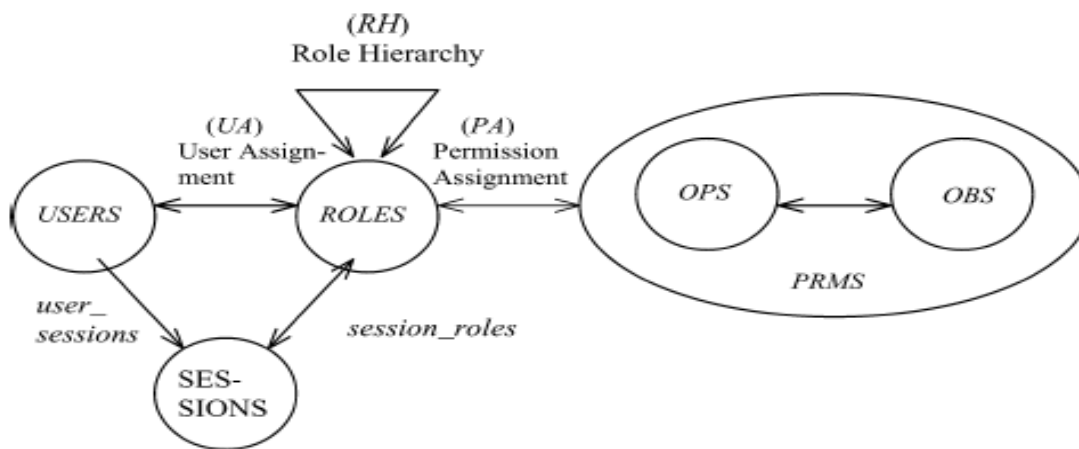 (RH)
Role Hierarchy
(UA)
User Assign-
ment
(PA)
Permission
Assignment
USERS
ROLES
OPS
OBS
PRMS
user_
sessions
session_roles
SES-
SIONS